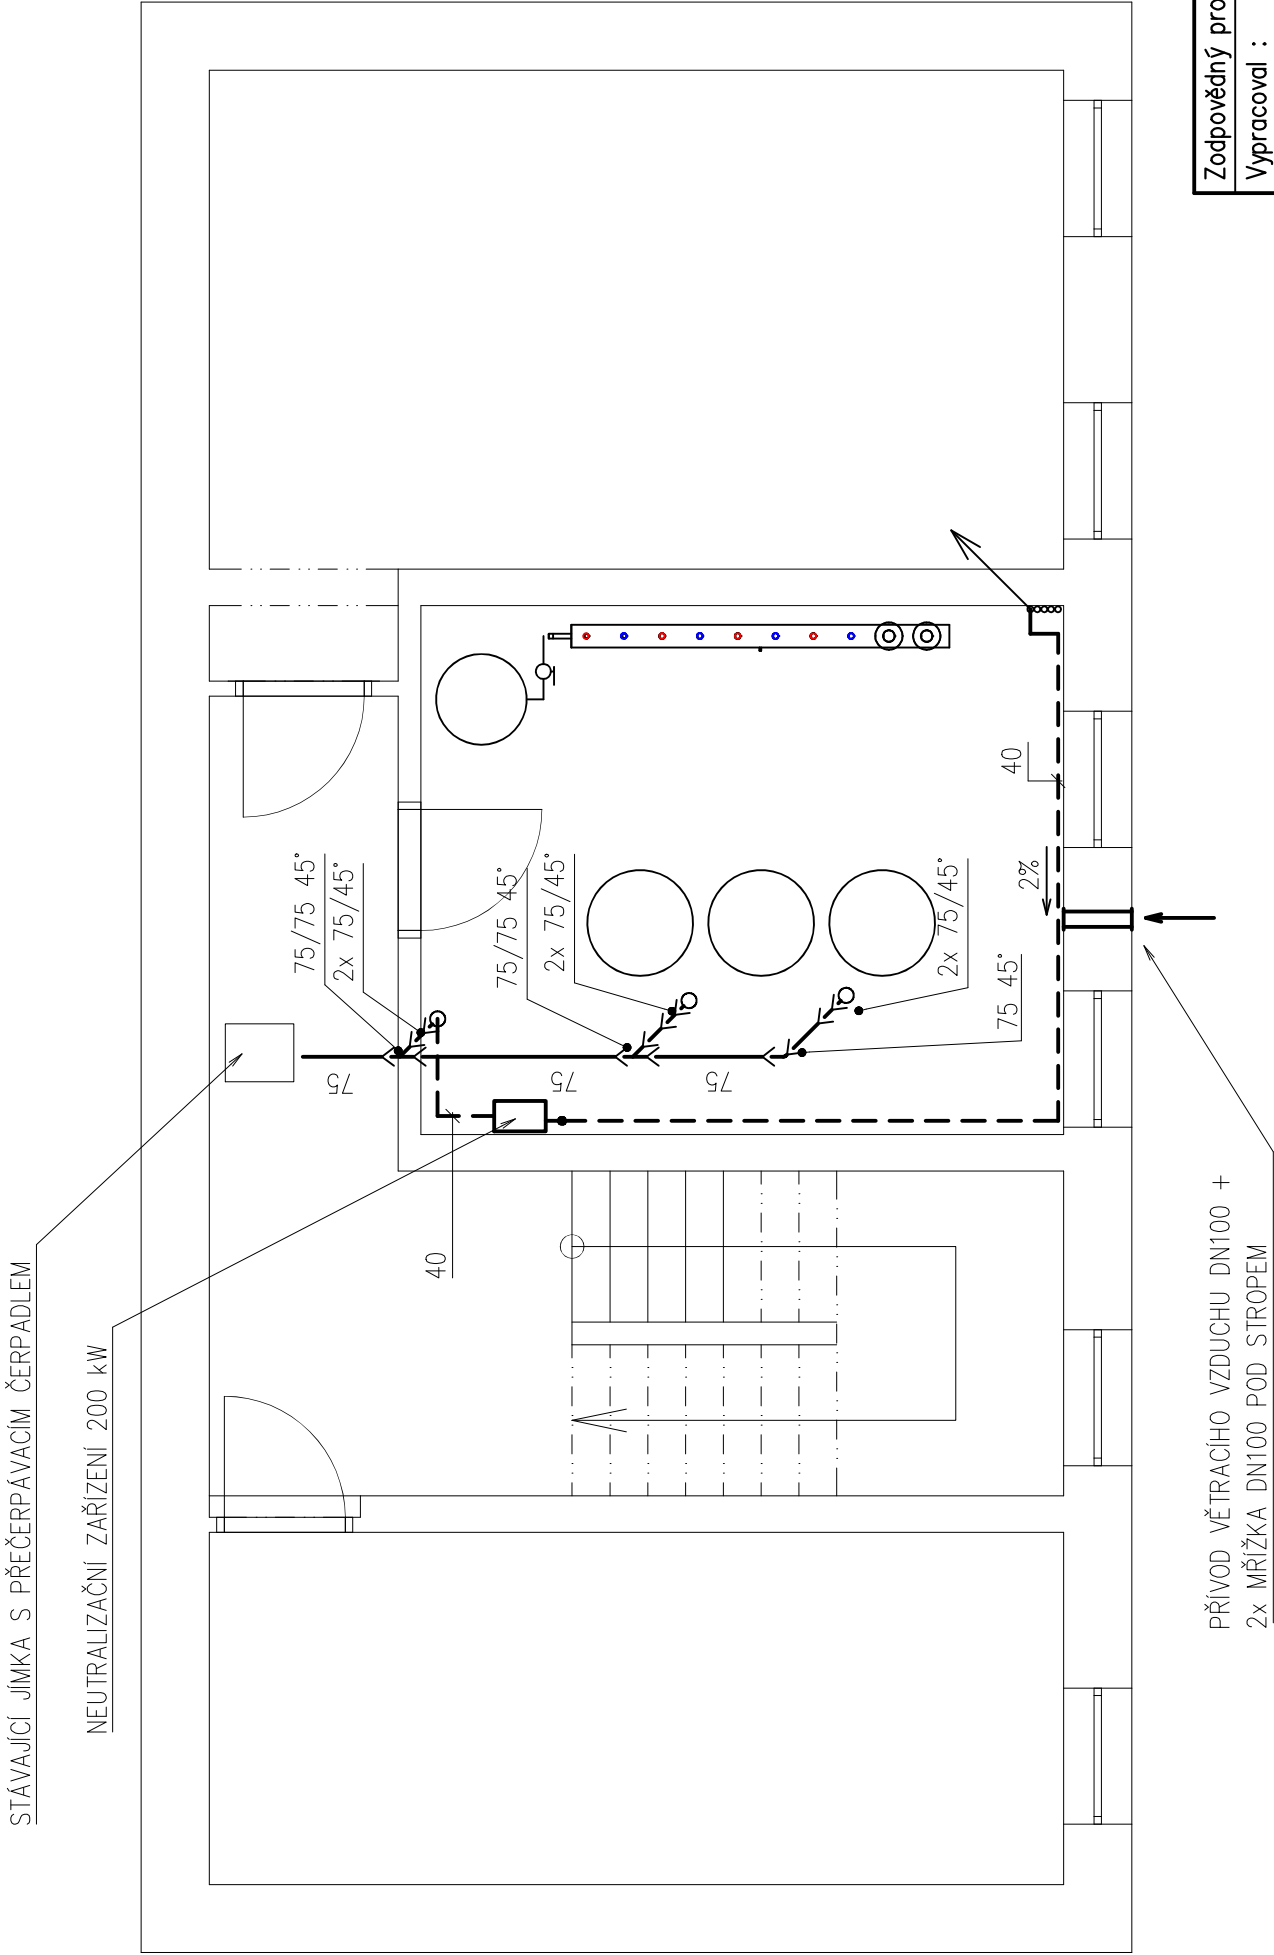 STÁVAJÍCÍ JÍMKA S PŘEČERPÁVACÍM ČERPADLEM
NEUTRALIZAČNÍ ZAŘÍZENÍ 200 kW
75/75 45°
2x 75/45°
75
40
75/75 45°
2x 75/45°
75
75
2x 75/45°
75 45°
40
2%
PŘÍVOD VĚTRACÍHO VZDUCHU DN100 +
2x MŘÍŽKA DN100 POD STROPEM
Zodpovědný pro
Vypracoval :